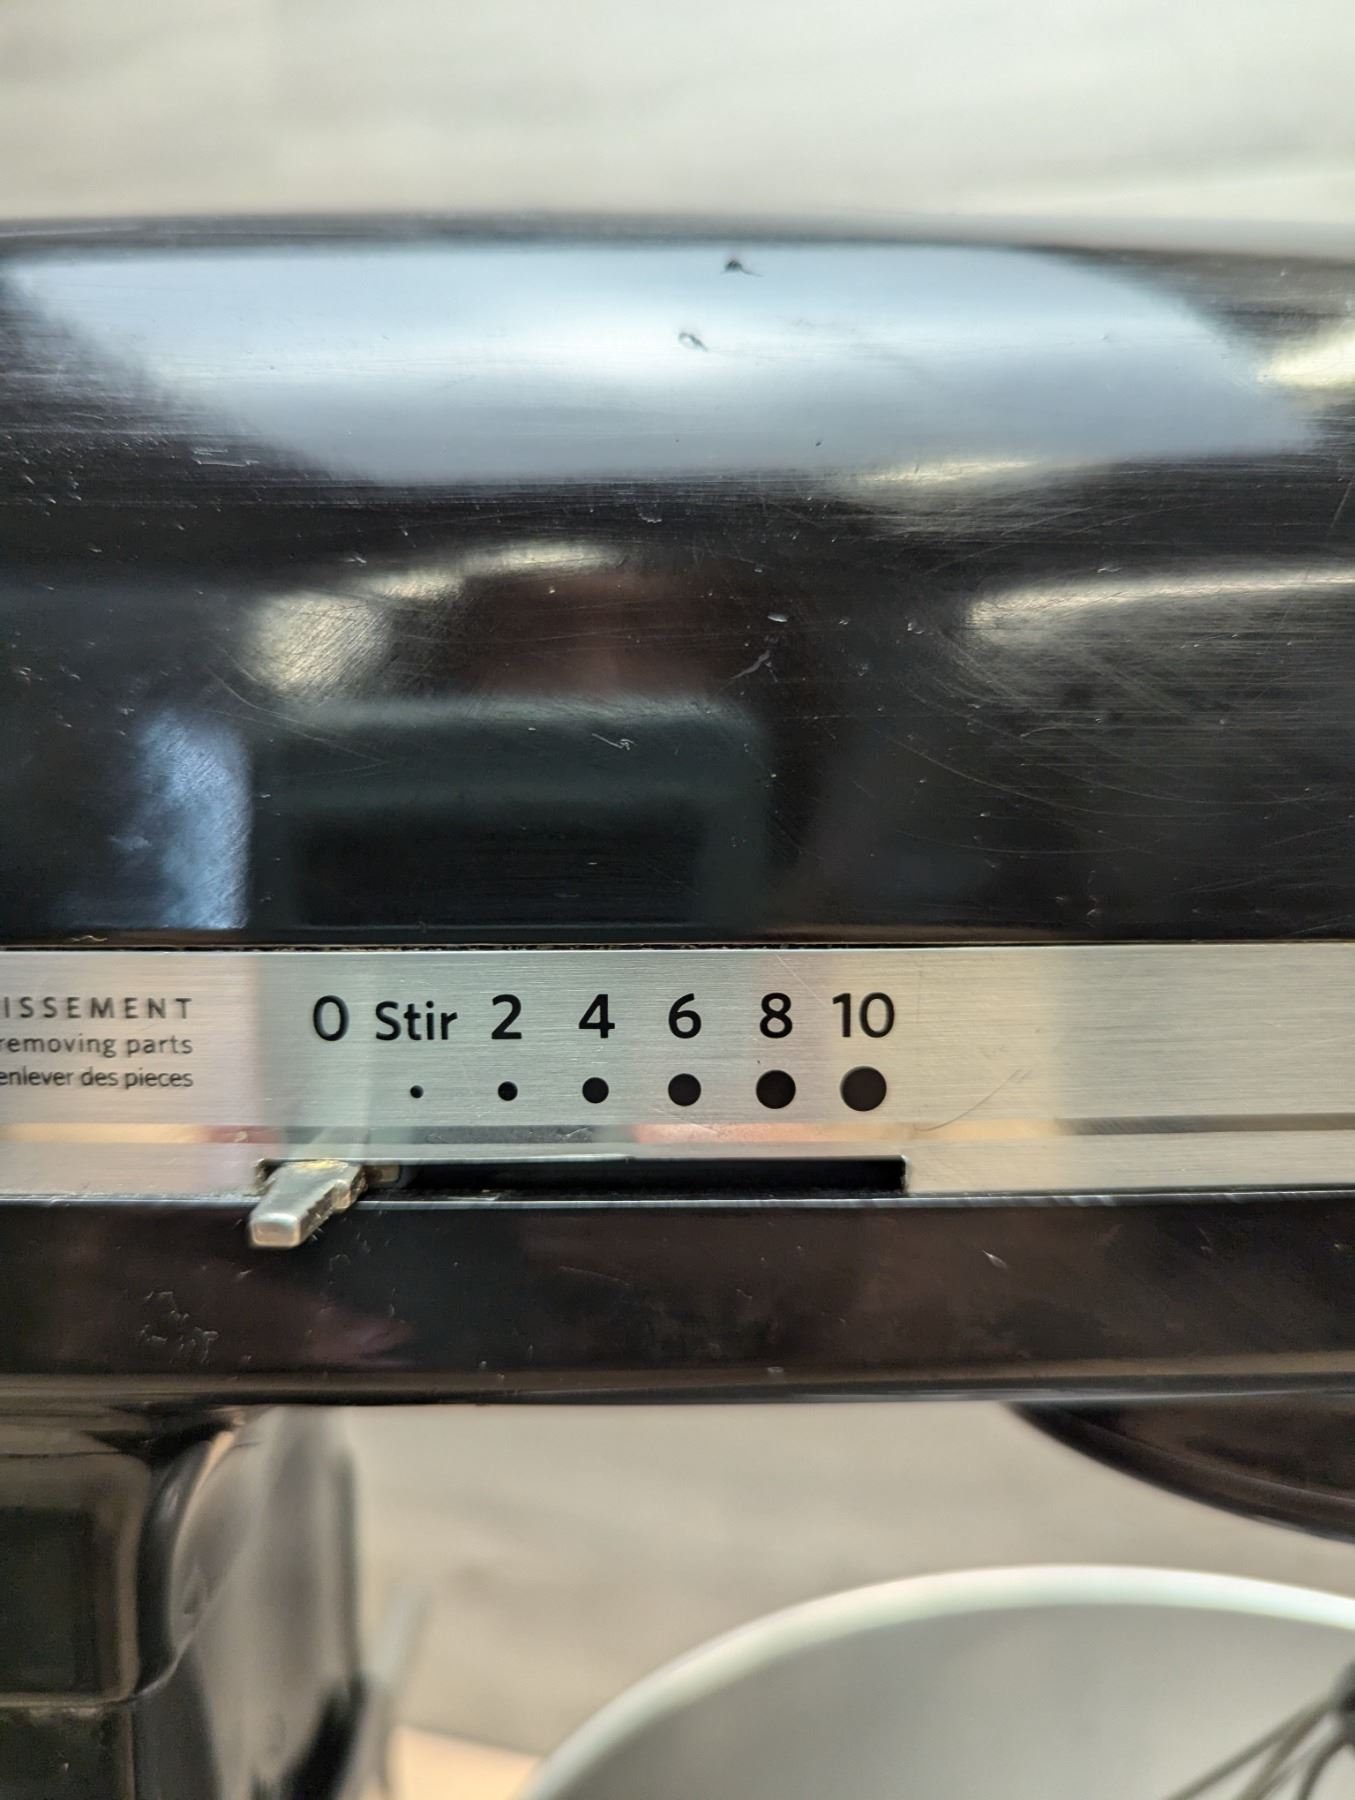 ISSEMENT
removing parts
enlever des pieces
0 Stir 2 4 6 8 10